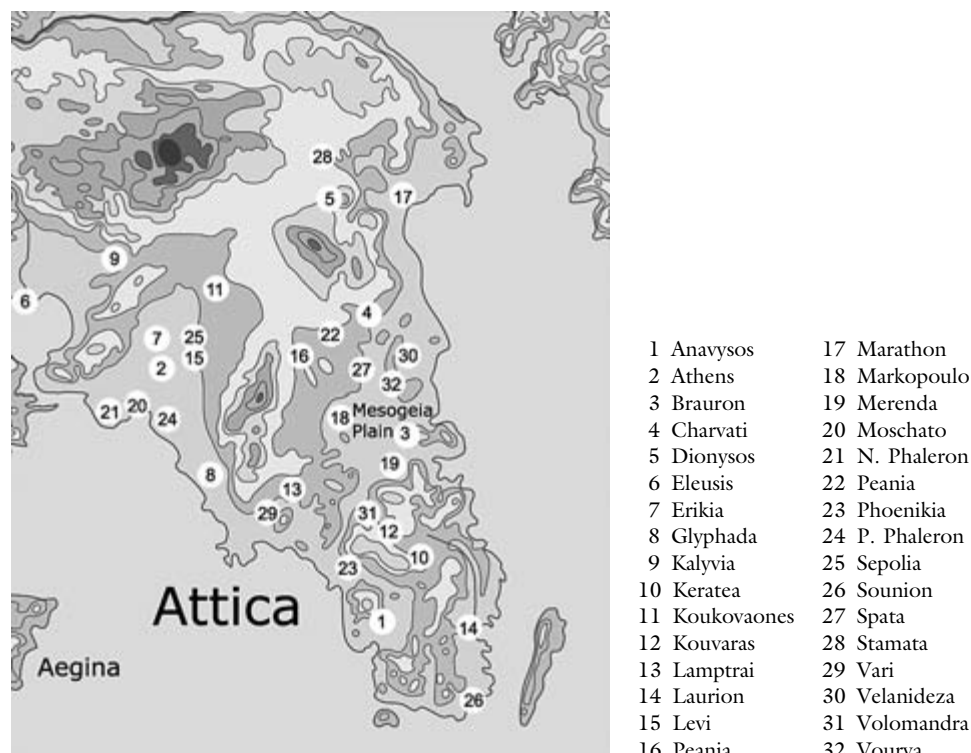 28
5
17
9
6
11
4
7
25
22
16
15
30
2
27
32
21
20
24
18
Mesogeia
Plain
3
19
8
13
29
31
12
10
23
Attica
1
14
Aegina
26
1 Anavysos
2 Athens
3 Brauron
4 Charvati
5 Dionysos
6 Eleusis
7 Erikia
8 Glyphada
9 Kalyvia
10 Keratea
11 Koukovaones
12 Kouvaras
13 Lamptrai
14 Laurion
15 Levi
16 Peania
17 Marathon
18 Markopoulo
19 Merenda
20 Moschato
21 N. Phaleron
22 Peania
23 Phoenikia
24 P. Phaleron
25 Sepolia
26 Sounion
27 Spata
28 Stamata
29 Vari
30 Velanideza
31 Volomandra
32 Vourva